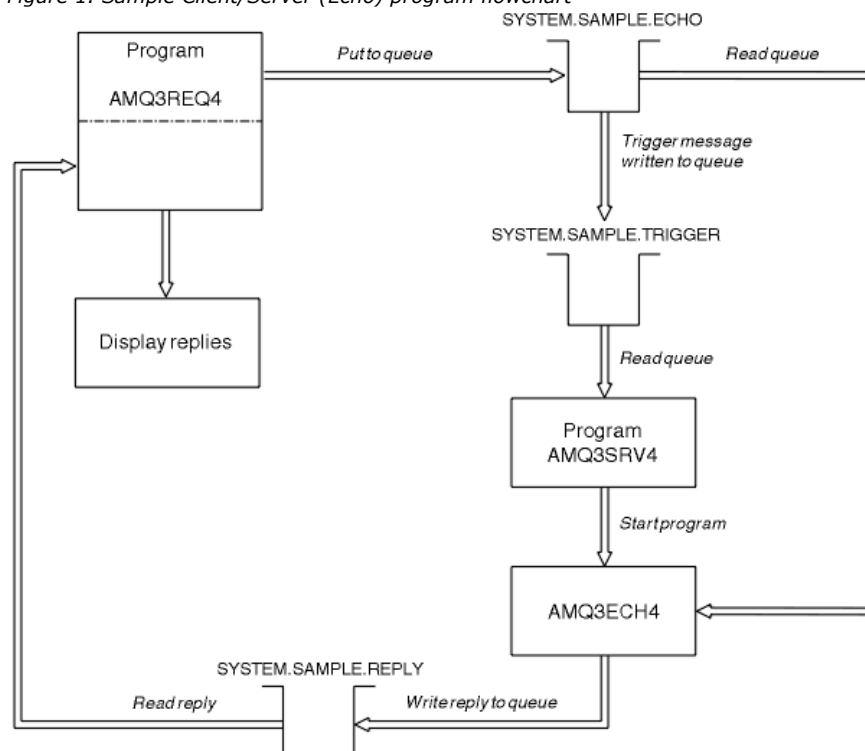 Figure 1. Sample Client/Server (Echo) program flowchart
SYSTEM.SAMPLE.ECHO
Program
AMQ3REQ4
Put to queue
Read queue
Trigger message
written to queue
SYSTEM.SAMPLE.TRIGGER
Display replies
Read queue
Program
AMQ3SRV4
Start program
AMQ3ECH4
SYSTEM.SAMPLE.REPLY
Read reply
Write reply to queue